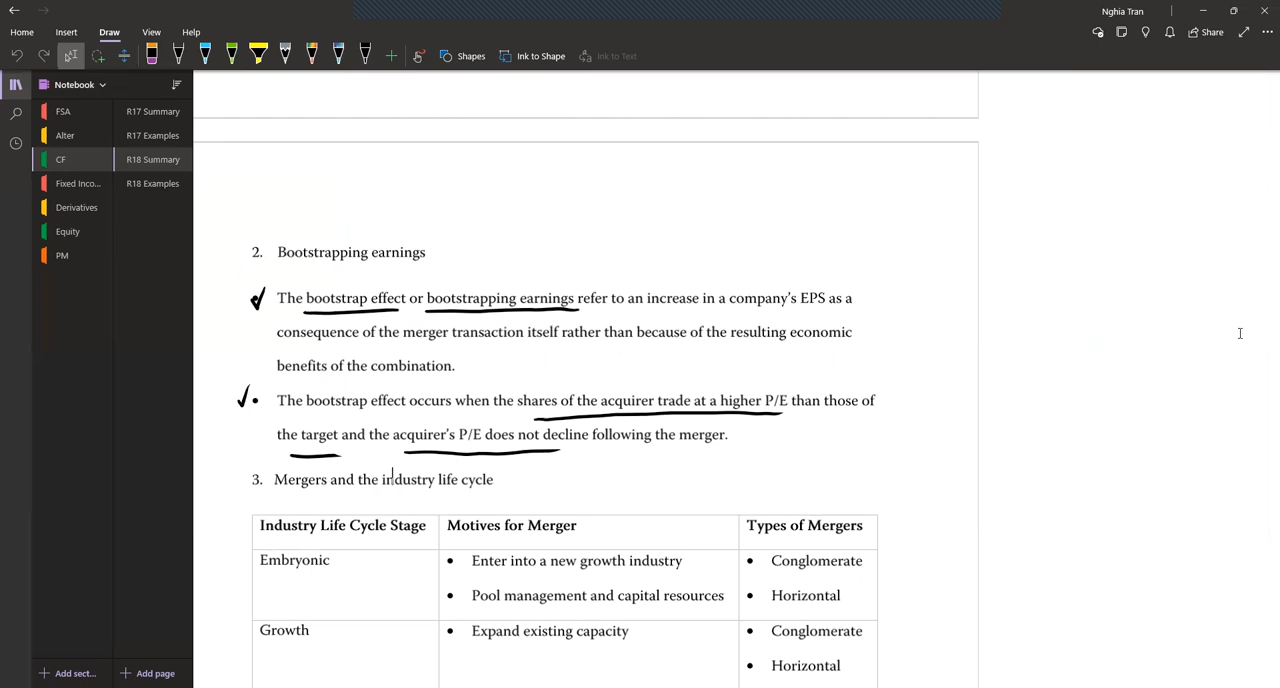 Nghia Tran
Home Insert Draw View Help
Share
Shapes Ink to Shape Ink to Text
Notebook
FSA
Alter
CF
Fixed Inco...
Derivatives
Equity
PM
R17 Summary
R17 Examples
R18 Summary
R18 Examples
2. Bootstrapping earnings
The bootstrap effect or bootstrapping earnings refer to an increase in a company's EPS as a
consequence of the merger transaction itself rather than because of the resulting economic
benefits of the combination.
• The bootstrap effect occurs when the shares of the acquirer trade at a higher P/E than those of
the target and the acquirer's P/E does not decline following the merger.
3. Mergers and the industry life cycle
Industry Life Cycle Stage Motives for Merger Types of Mergers
Embryonic • Enter into a new growth industry • Conglomerate
• Pool management and capital resources • Horizontal
Growth • Expand existing capacity • Conglomerate
• Horizontal
Add sect... Add page